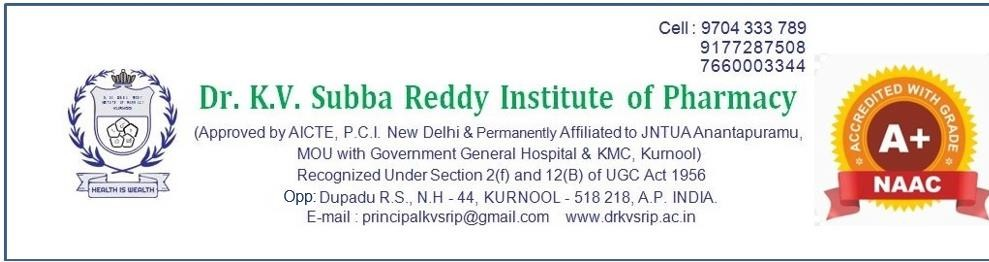 Cell : 9704 333 789
9177287508
7660003344
Dr. K.V. Subba Reddy Institute of Pharmacy
(Approved by AICTE, P.C.I. New Delhi & Permanently Affiliated to JNTUA Anantapuramu,
MOU with Government General Hospital & KMC, Kurnool)
Recognized Under Section 2(f) and 12(B) of UGC Act 1956
Opp: Dupadu R.S., N.H - 44, KURNOOL - 518 218, A.P. INDIA.
E-mail : principalkvsrip@gmail.com www.drkvsrip.ac.in
KURNOOL
HEALTH IS WEALTH
ACCREDITED WITH GRADE
A+
NAAC